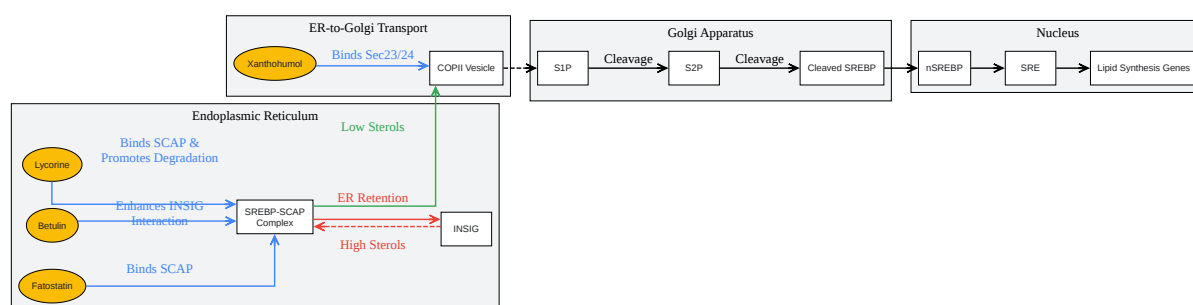 ER-to-Golgi Transport
Xanthohumol
Binds Sec23/24
COPII Vesicle
Golgi Apparatus
S1P
Cleavage
S2P
Cleavage
Cleaved SREBP
Nucleus
nSREBP
SRE
Lipid Synthesis Genes
Endoplasmic Reticulum
Low Sterols
Binds SCAP &
Promotes Degradation
Lycorine
Enhances INSIG
Interaction
Betulin
SREBP-SCAP
Complex
ER Retention
INSIG
High Sterols
Binds SCAP
Fatostatin